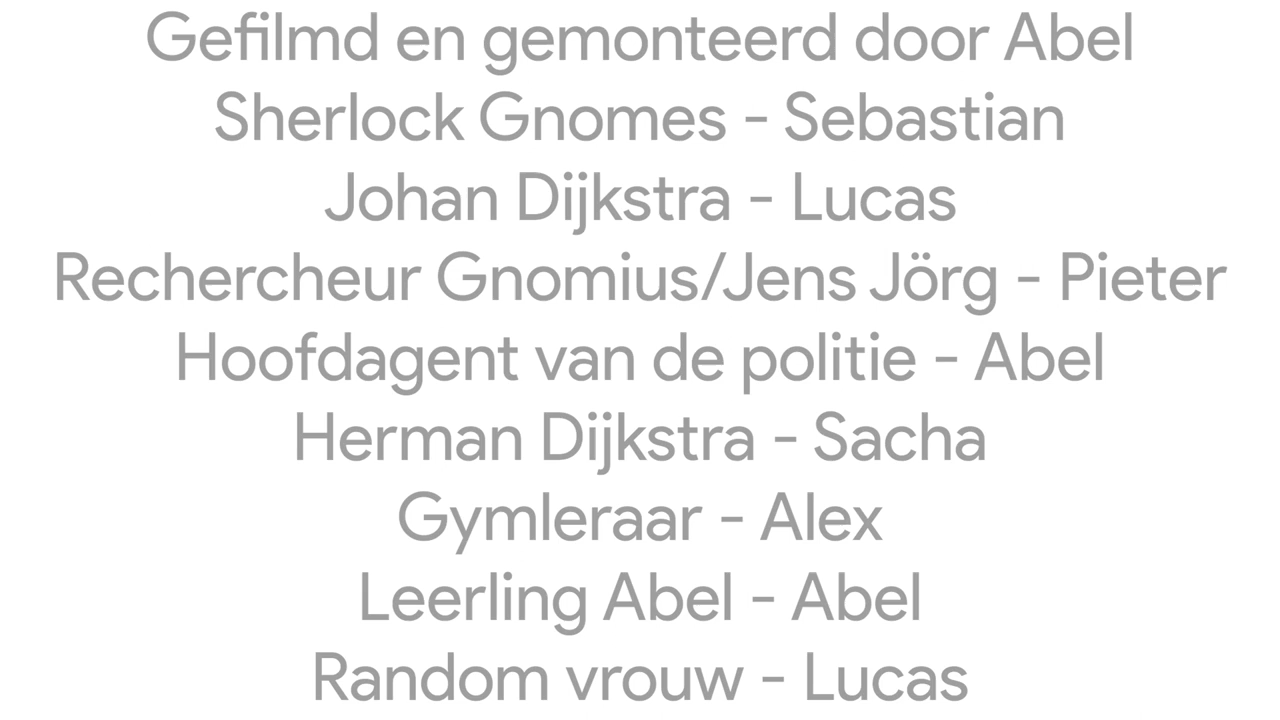 Gefilmd en gemonteerd door Abel
Sherlock Gnomes - Sebastian
Johan Dijkstra - Lucas
Rechercheur Gnomius/Jens Jörg - Pieter
Hoofdagent van de politie - Abel
Herman Dijkstra - Sacha
Gymleraar - Alex
Leerling Abel - Abel
Random vrouw - Lucas